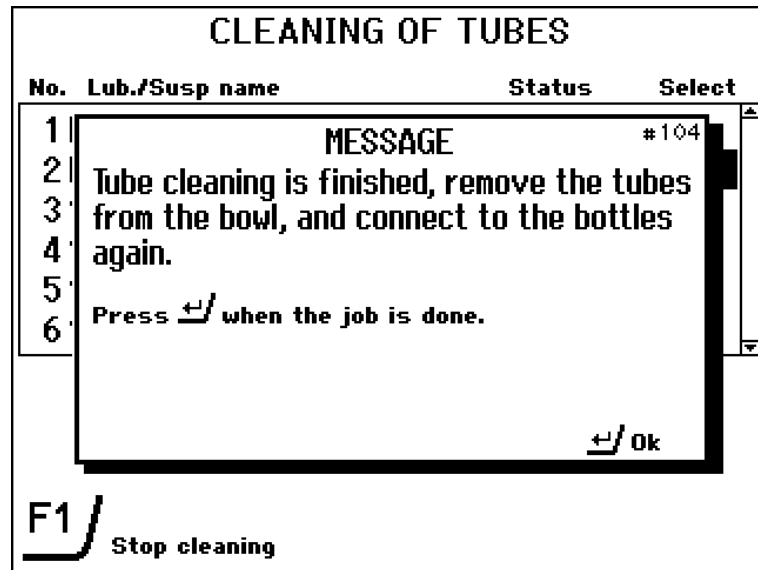 CLEANING OF TUBES
No. Lub./Susp name Status Select
1
2
3
4
5
6
MESSAGE #104
Tube cleaning is finished, remove the tubes
from the bowl, and connect to the bottles
again.
Press ↵ when the job is done.
↵ Ok
F1 Stop cleaning